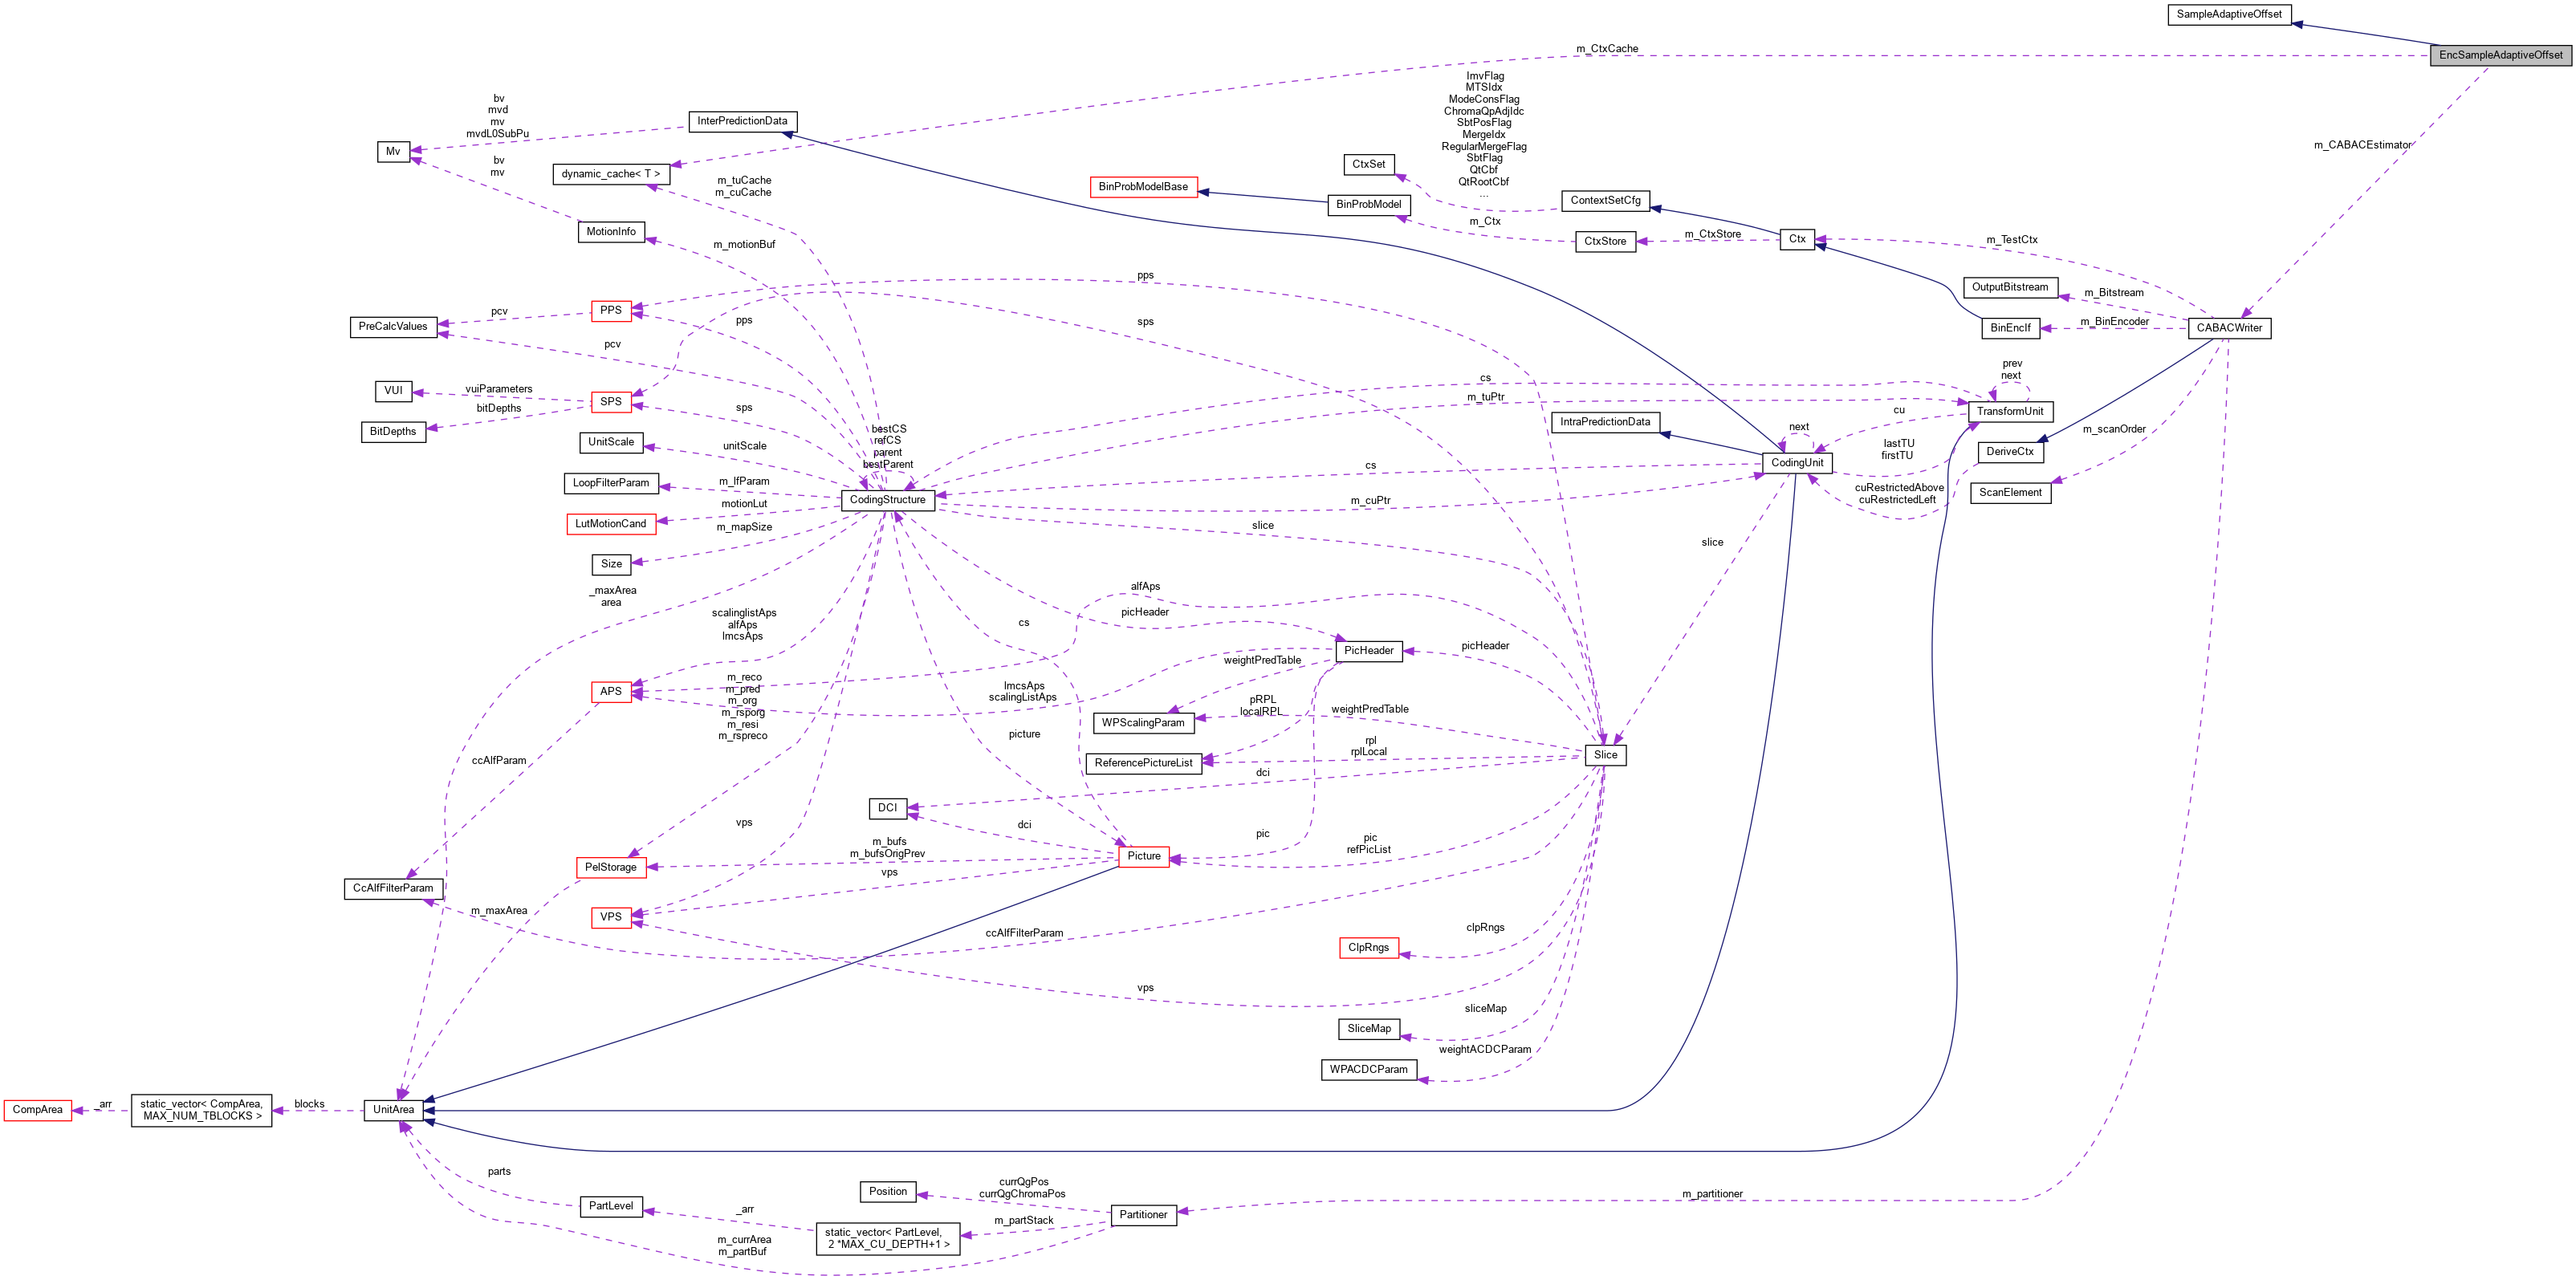 SampleAdaptiveOffset
EncSampleAdaptiveOffset
m_CtxCache
ImvFlag
MTSIdx
ModeConsFlag
ChromaQpAdjIdc
SbtPosFlag
MergeIdx
RegularMergeFlag
SbtFlag
QtCbf
QtRootCbf
...
bv
mvd
mv
mvdL0SubPu
InterPredictionData
Mv
bv
mv
dynamic_cache< T >
m_tuCache
m_cuCache
CtxSet
m_CABACEstimator
BinProbModelBase
BinProbModel
ContextSetCfg
MotionInfo
m_motionBuf
m_Ctx
CtxStore
m_CtxStore
Ctx
m_TestCtx
pps
OutputBitstream
m_Bitstream
PreCalcValues
pcv
PPS
pps
sps
BinEncIf
m_BinEncoder
CABACWriter
pcv
VUI
vuiParameters
SPS
bitDepths
sps
BitDepths
cs
m_tuPtr
prev
next
TransformUnit
cu
IntraPredictionData
next
lastTU
firstTU
m_scanOrder
UnitScale
unitScale
bestCS
refCS
parent
bestParent
DeriveCtx
CodingUnit
cs
LoopFilterParam
m_lfParam
CodingStructure
m_cuPtr
cuRestrictedAbove
cuRestrictedLeft
ScanElement
LutMotionCand
motionLut
m_mapSize
slice
slice
Size
_maxArea
area
scalinglistAps
alfAps
lmcsAps
cs
alfAps
picHeader
PicHeader
picHeader
weightPredTable
APS
m_reco
m_pred
m_org
m_rsporg
m_resi
m_rspreco
lmcsAps
scalingListAps
pRPL
localRPL
WPScalingParam
weightPredTable
picture
rpl
rplLocal
Slice
ReferencePictureList
ccAlfParam
dci
DCI
dci
vps
m_bufs
m_bufsOrigPrev
pic
pic
refPicList
Picture
PelStorage
vps
CcAlfFilterParam
m_maxArea
VPS
ccAlfFilterParam
clpRngs
ClpRngs
vps
sliceMap
SliceMap
weightACDCParam
WPACDCParam
CompArea
_arr
static_vector< CompArea,
MAX_NUM_TBLOCKS >
blocks
UnitArea
parts
PartLevel
_arr
Position
currQgPos
currQgChromaPos
Partitioner
m_partitioner
static_vector< PartLevel,
2 *MAX_CU_DEPTH+1 >
m_partStack
m_currArea
m_partBuf